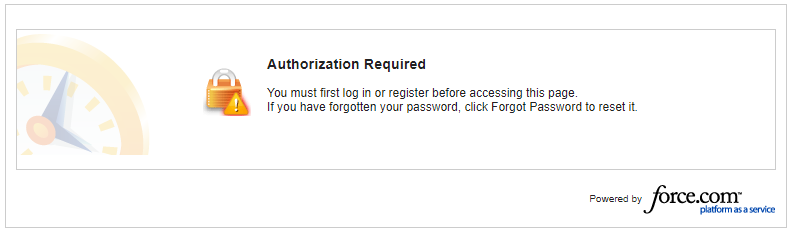 Authorization Required
You must first log in or register before accessing this page.
If you have forgotten your password, click Forgot Password to reset it.
Powered by force.com™
platform as a service